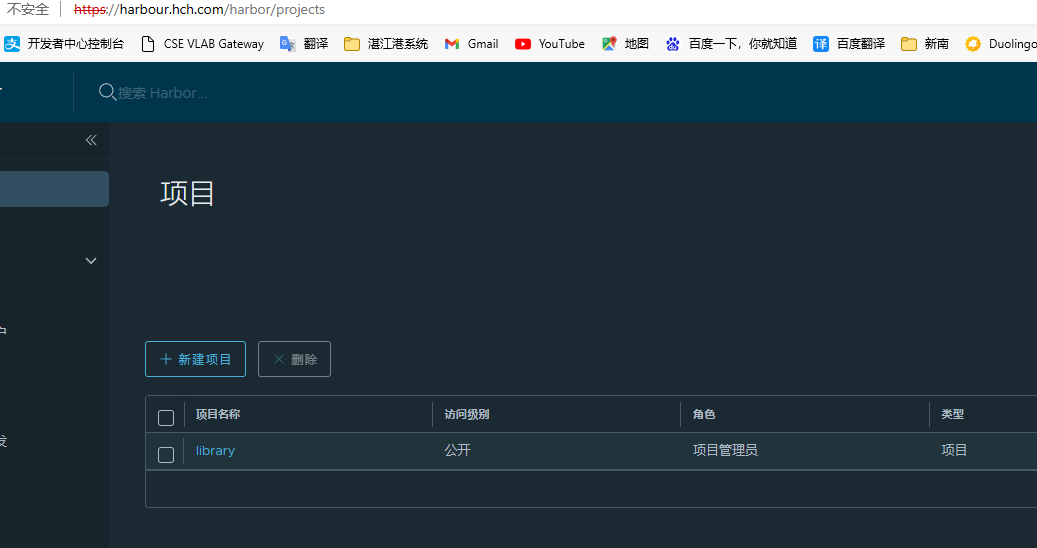 不安全 https://harbour.hch.com/harbor/projects
开发者中心控制台 CSE VLAB Gateway 翻译 湛江港系统 Gmail YouTube 地图 百度一下，你就知道 译 百度翻译 新南 Duolingo
搜索 Harbor...
项目
新建项目 删除
项目名称 访问级别 角色 类型
library 公开 项目管理员 项目